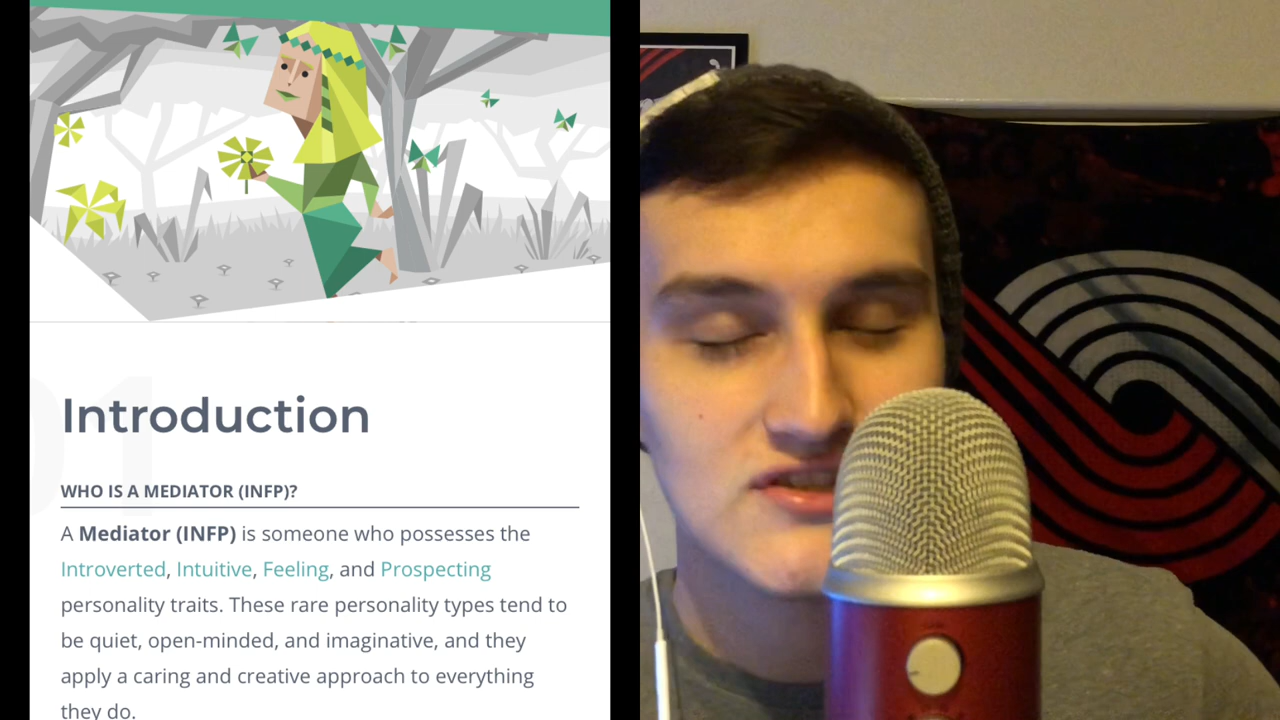 01
Introduction
WHO IS A MEDIATOR (INFP)?
A Mediator (INFP) is someone who possesses the
Introverted, Intuitive, Feeling, and Prospecting
personality traits. These rare personality types tend to
be quiet, open-minded, and imaginative, and they
apply a caring and creative approach to everything
they do.